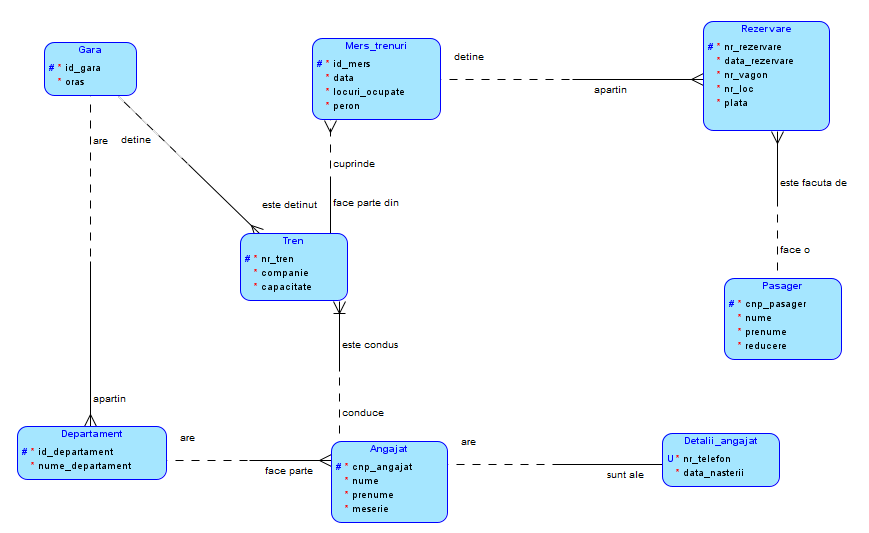 Gara
# * id_gara
* oras
Mers_trenuri
# * id_mers
* data
* locuri_ocupate
* peron
detine
apartin
Rezervare
# * nr_rezervare
* data_rezervare
* nr_vagon
* nr_loc
* plata
are
detine
cuprinde
este facuta de
este detinut
face parte din
Tren
# * nr_tren
* companie
* capacitate
face o
Pasager
# * cnp_pasager
* nume
* prenume
* reducere
este condus
apartin
conduce
Departament
# * id_departament
* nume_departament
are
face parte
Angajat
# * cnp_angajat
* nume
* prenume
* meserie
are
sunt ale
Detalii_angajat
U * nr_telefon
* data_nasterii